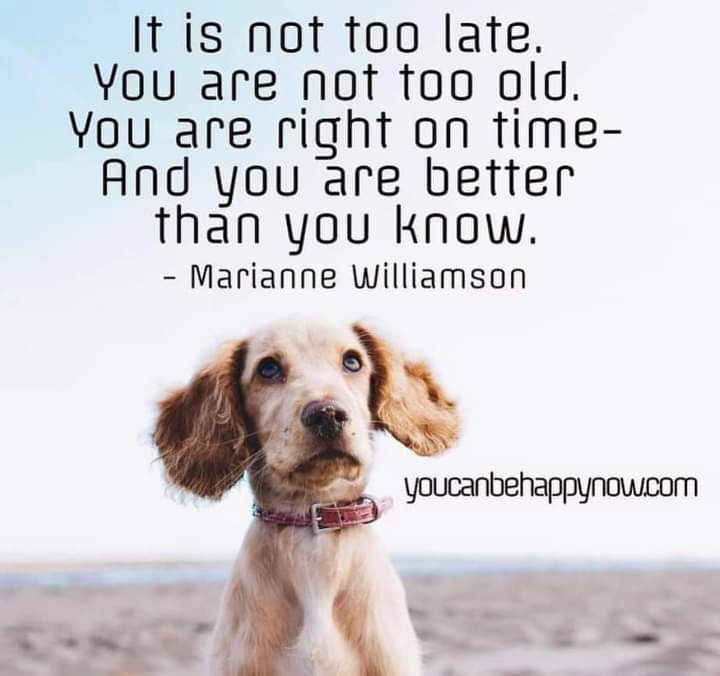 It is not too late.
You are not too old.
You are right on time-
And you are better
than you know.
- Marianne Williamson
youcanbehappynow.com